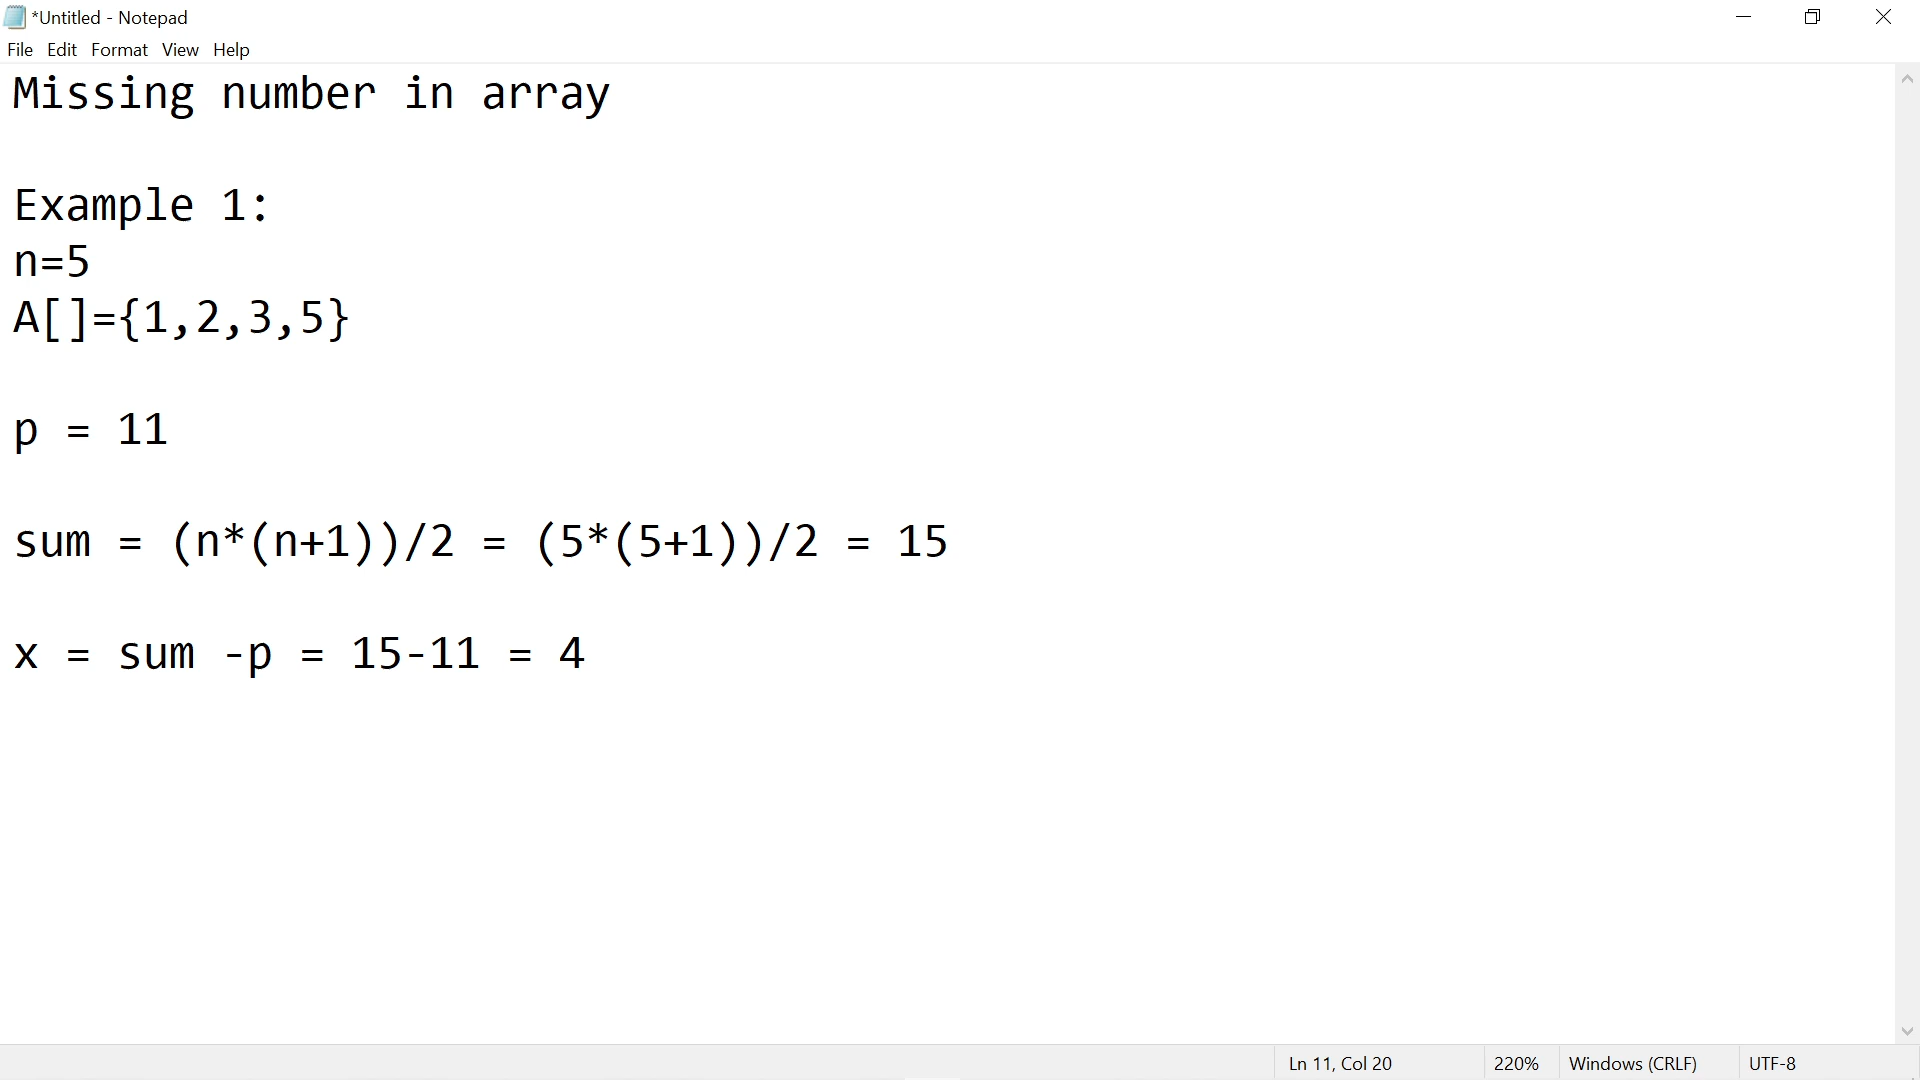 *Untitled - Notepad
File Edit Format View Help
Missing number in array
Example 1:
n=5
A[]={1,2,3,5}
p = 11
sum = (n*(n+1))/2 = (5*(5+1))/2 = 15
x = sum -p = 15-11 = 4
Ln 11, Col 20 220% Windows (CRLF) UTF-8